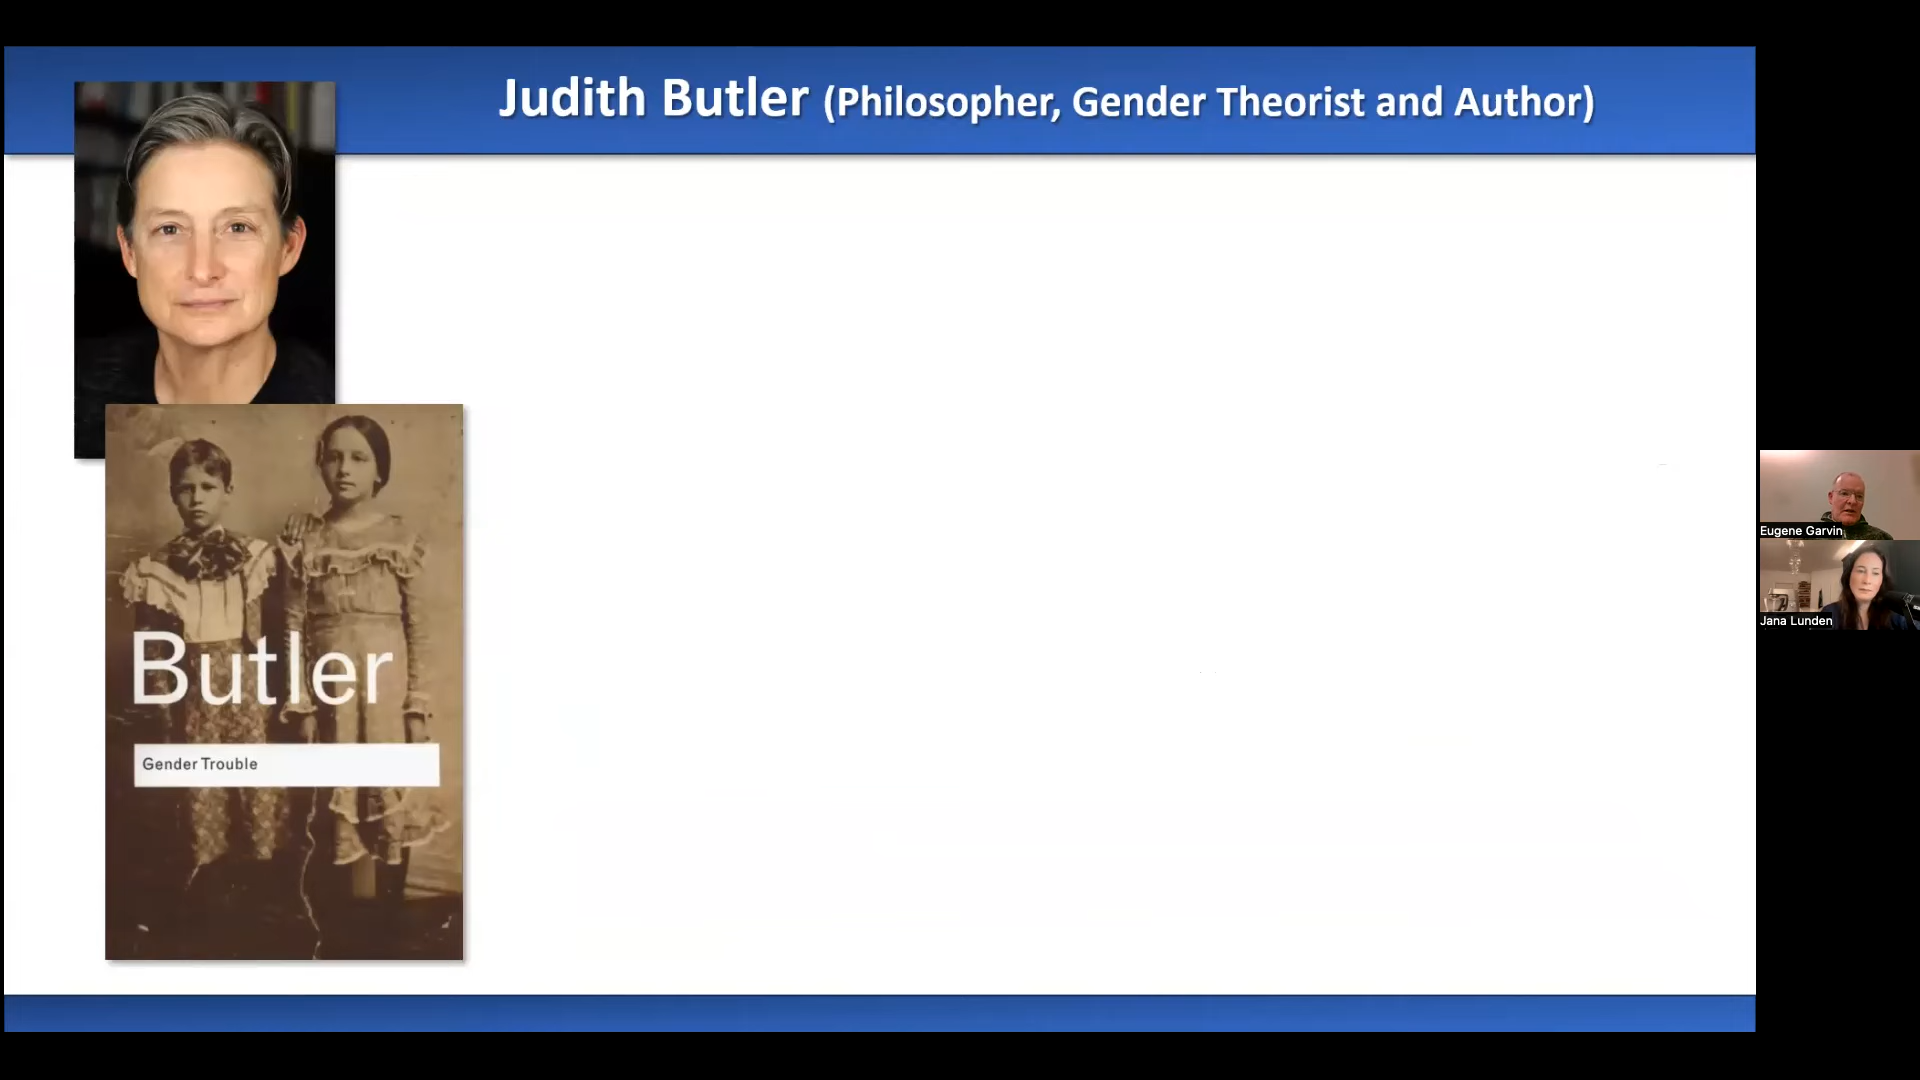 Judith Butler (Philosopher, Gender Theorist and Author)
Butler
Gender Trouble
Eugene Garvin
Jana Lunden